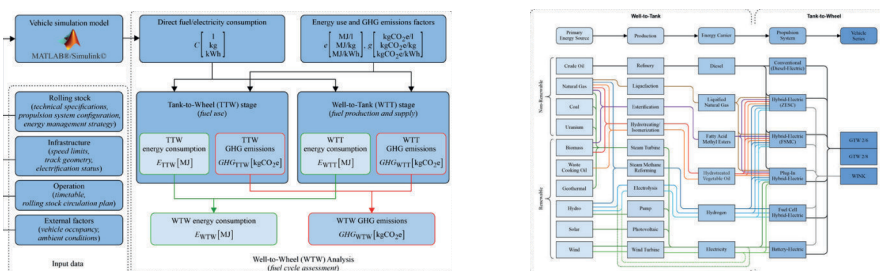 Vehicle simulation model
MATLAB®/Simulink©
Direct fuel/electricity consumption
C [ l
kg
kWh ]
Energy use and GHG emissions factors
e [ MJ/l
MJ/kg
MJ/kWh ] , g [ kgCO₂e/l
kgCO₂e/kg
kgCO₂e/kWh ]
Tank-to-Wheel (TTW) stage
(fuel use)
Well-to-Tank (WTT) stage
(fuel production and supply)
TTW
energy consumption
E_TTW [MJ]
TTW
GHG emissions
GHG_TTW [kgCO₂e]
WTT
energy consumption
E_WTT [MJ]
WTT
GHG emissions
GHG_WTT [kgCO₂e]
WTW energy consumption
E_WTW [MJ]
WTW GHG emissions
GHG_WTW [kgCO₂e]
Well-to-Wheel (WTW) Analysis
(fuel cycle assessment)
Rolling stock
(technical specifications,
propulsion system configuration,
energy management strategy)
Infrastructure
(speed limits,
track geometry,
electrification status)
Operation
(timetable,
rolling stock circulation plan)
External factors
(vehicle occupancy,
ambient conditions)
Input data
Well-to-Tank
Tank-to-Wheel
Primary
Energy Source
Production
Energy Carrier
Propulsion
System
Vehicle
Series
Non-Renewable
Renewable
Crude Oil
Natural Gas
Coal
Uranium
Biomass
Waste
Cooking Oil
Geothermal
Hydro
Solar
Wind
Refinery
Liquefaction
Esterification
Hydrotreating/
Isomerization
Steam Turbine
Steam Methane
Reforming
Electrolysis
Pump
Photovoltaic
Wind Turbine
Diesel
Liquified
Natural Gas
Fatty Acid
Methyl Esters
Hydrotreated
Vegetable Oil
Hydrogen
Electricity
Conventional
(Diesel-Electric)
Hybrid-Electric
Hybrid-Electric
Plug-In
Hybrid-Electric
Fuel Cell
Hybrid-Electric
Battery-Electric
GTW 2/6
WINK